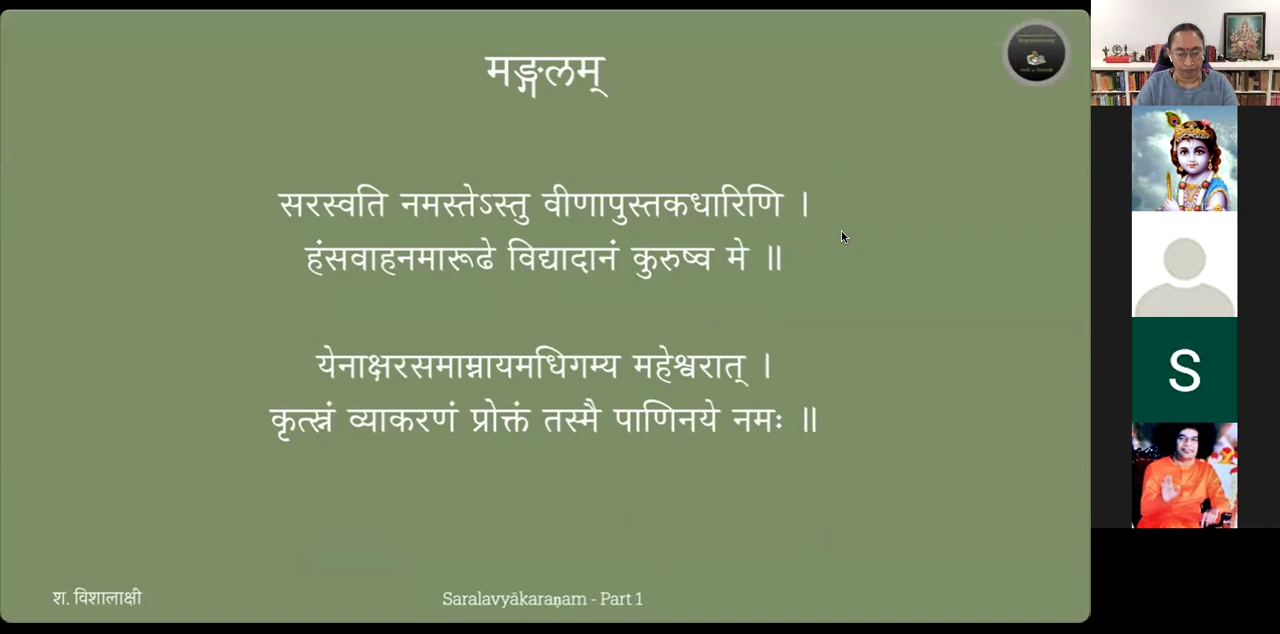 मङ्गलम्
सरस्वति नमस्तेऽस्तु वीणापुस्तकधारिणि ।
हंसवाहनमारूढे विद्यादानं कुरुष्व मे ॥
येनाक्षरसमाम्नायमधिगम्य महेश्वरात् ।
कृत्स्नं व्याकरणं प्रोक्तं तस्मै पाणिनये नमः ॥
श. विशालाक्षी
Saralavyākaraṇam - Part 1
S